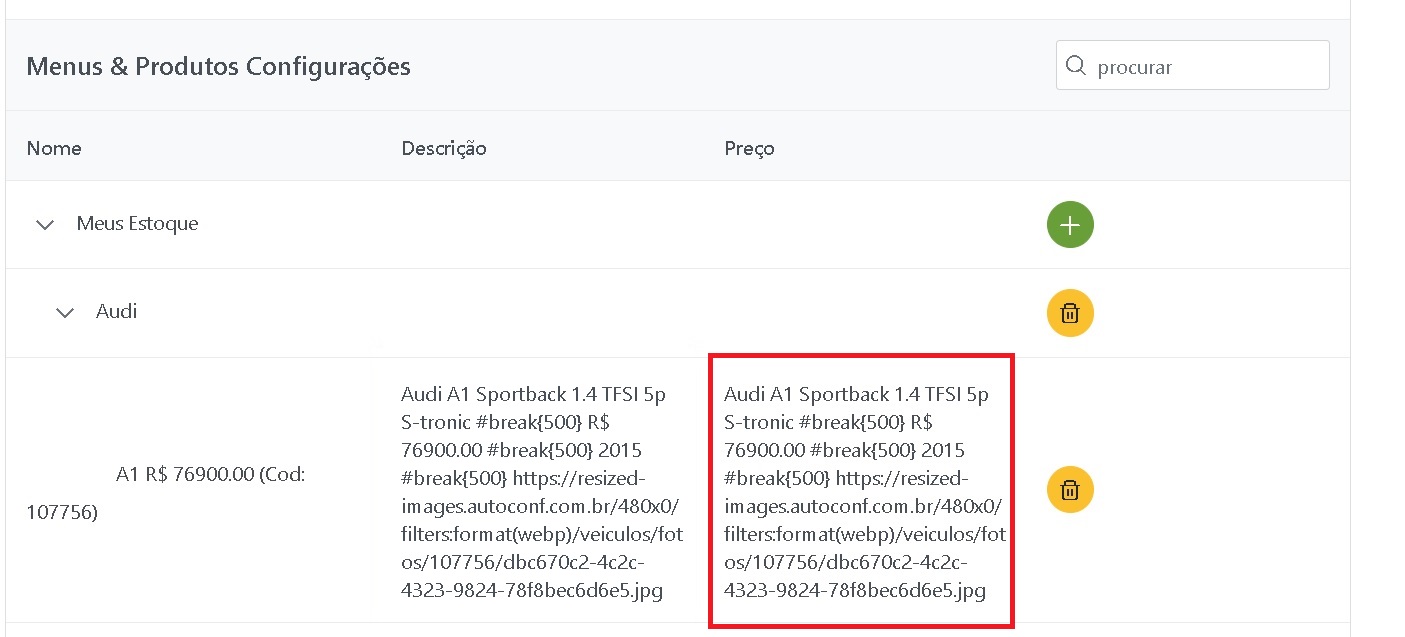 Menus & Produtos Configurações
procurar
Nome
Descrição
Preço
Meus Estoque
Audi
A1 R$ 76900.00 (Cod:
107756)
Audi A1 Sportback 1.4 TFSI 5p
S-tronic #break{500} R$
76900.00 #break{500} 2015
#break{500} https://resized-
images.autoconf.com.br/480x0/
filters:format(webp)/veiculos/fot
os/107756/dbc670c2-4c2c-
4323-9824-78f8bec6d6e5.jpg
Audi A1 Sportback 1.4 TFSI 5p
S-tronic #break{500} R$
76900.00 #break{500} 2015
#break{500} https://resized-
images.autoconf.com.br/480x0/
filters:format(webp)/veiculos/fot
os/107756/dbc670c2-4c2c-
4323-9824-78f8bec6d6e5.jpg